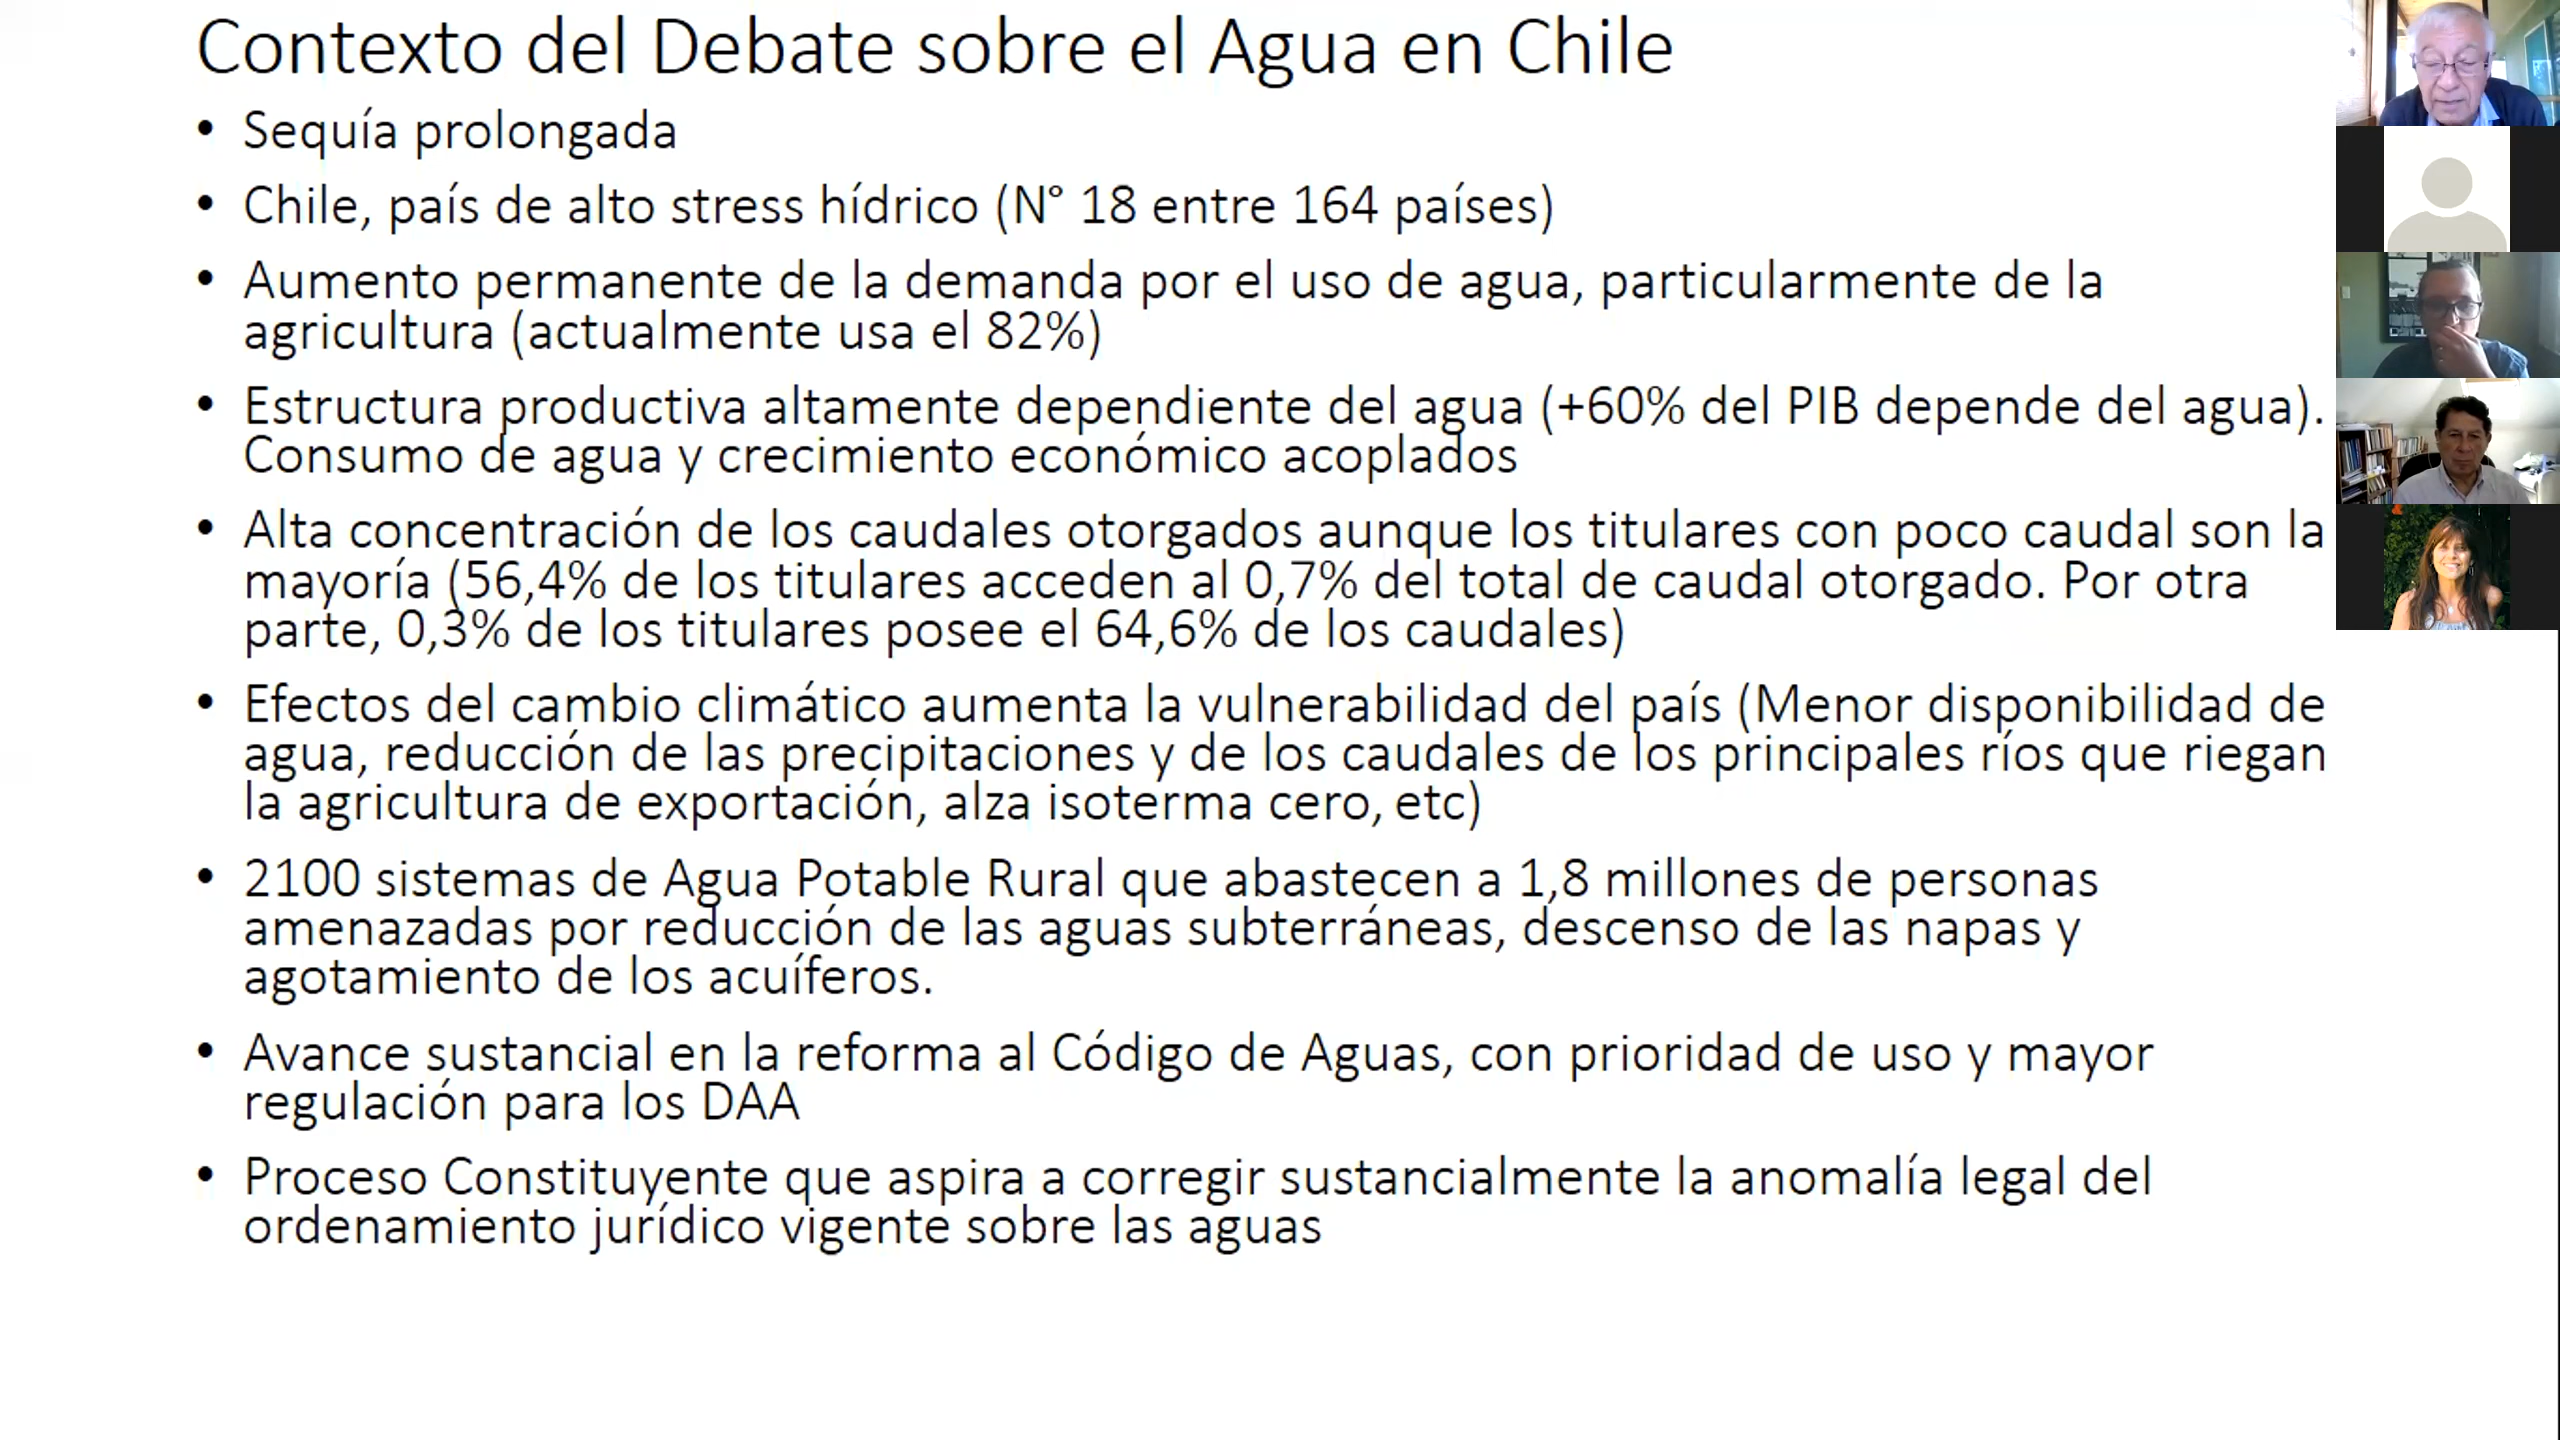 Contexto del Debate sobre el Agua en Chile
• Sequía prolongada
• Chile, país de alto stress hídrico (N° 18 entre 164 países)
• Aumento permanente de la demanda por el uso de agua, particularmente de la
agricultura (actualmente usa el 82%)
• Estructura productiva altamente dependiente del agua (+60% del PIB depende del agua).
Consumo de agua y crecimiento económico acoplados
• Alta concentración de los caudales otorgados aunque los titulares con poco caudal son la
mayoría (56,4% de los titulares acceden al 0,7% del total de caudal otorgado. Por otra
parte, 0,3% de los titulares posee el 64,6% de los caudales)
• Efectos del cambio climático aumenta la vulnerabilidad del país (Menor disponibilidad de
agua, reducción de las precipitaciones y de los caudales de los principales ríos que riegan
la agricultura de exportación, alza isoterma cero, etc)
• 2100 sistemas de Agua Potable Rural que abastecen a 1,8 millones de personas
amenazadas por reducción de las aguas subterráneas, descenso de las napas y
agotamiento de los acuíferos.
• Avance sustancial en la reforma al Código de Aguas, con prioridad de uso y mayor
regulación para los DAA
• Proceso Constituyente que aspira a corregir sustancialmente la anomalía legal del
ordenamiento jurídico vigente sobre las aguas